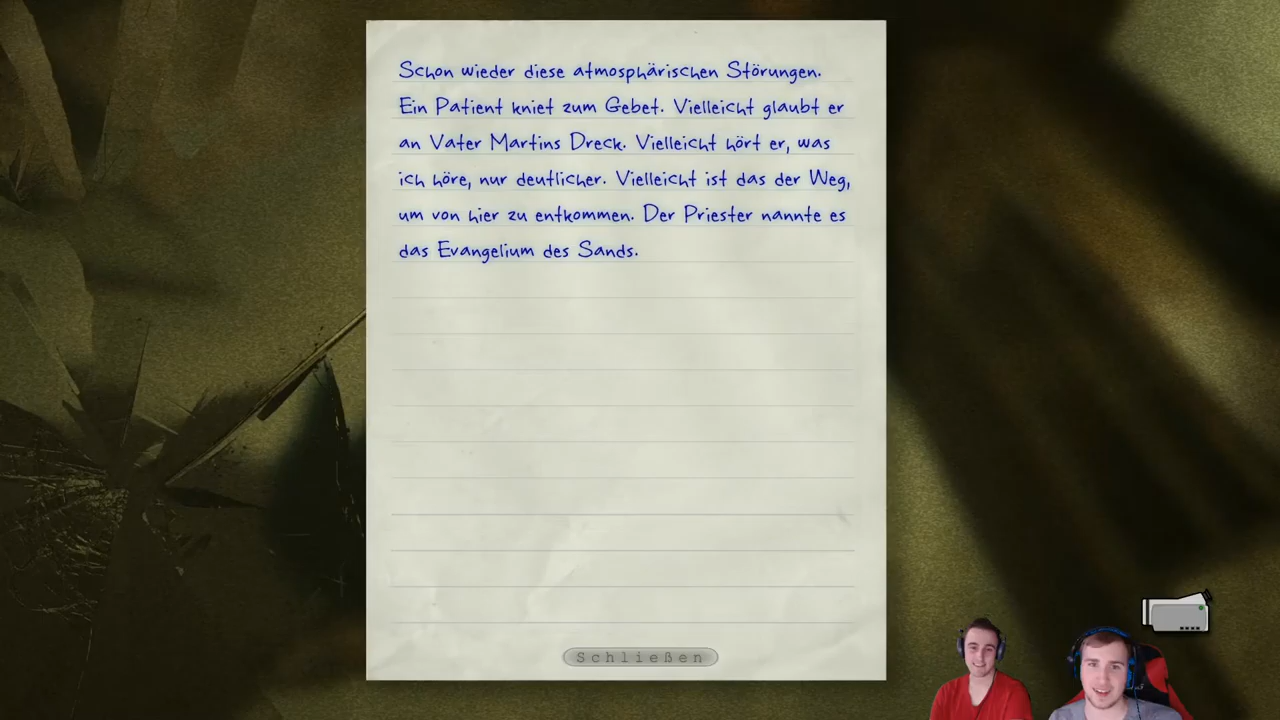 Schon wieder diese atmosphärischen Störungen.
Ein Patient kniet zum Gebet. Vielleicht glaubt er
an Vater Martins Dreck. Vielleicht hört er, was
ich höre, nur deutlicher. Vielleicht ist das der Weg,
um von hier zu entkommen. Der Priester nannte es
das Evangelium des Sands.
Schließen